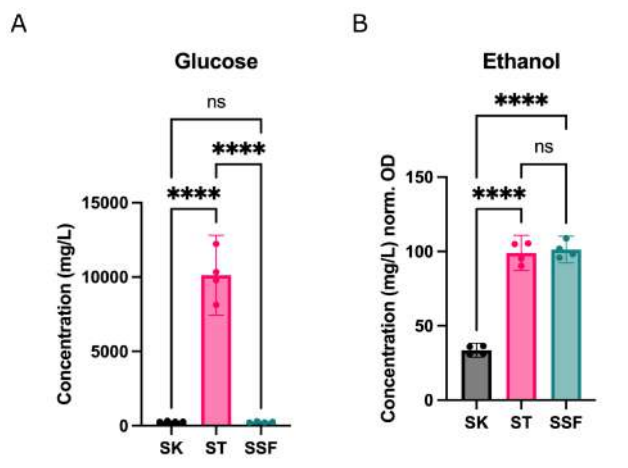 A
Glucose
ns
****
****
15000
10000
5000
0
Concentration (mg/L)
SK ST SSF
B
Ethanol
****
ns
****
150
100
50
0
Concentration (mg/L) norm. OD
SK ST SSF